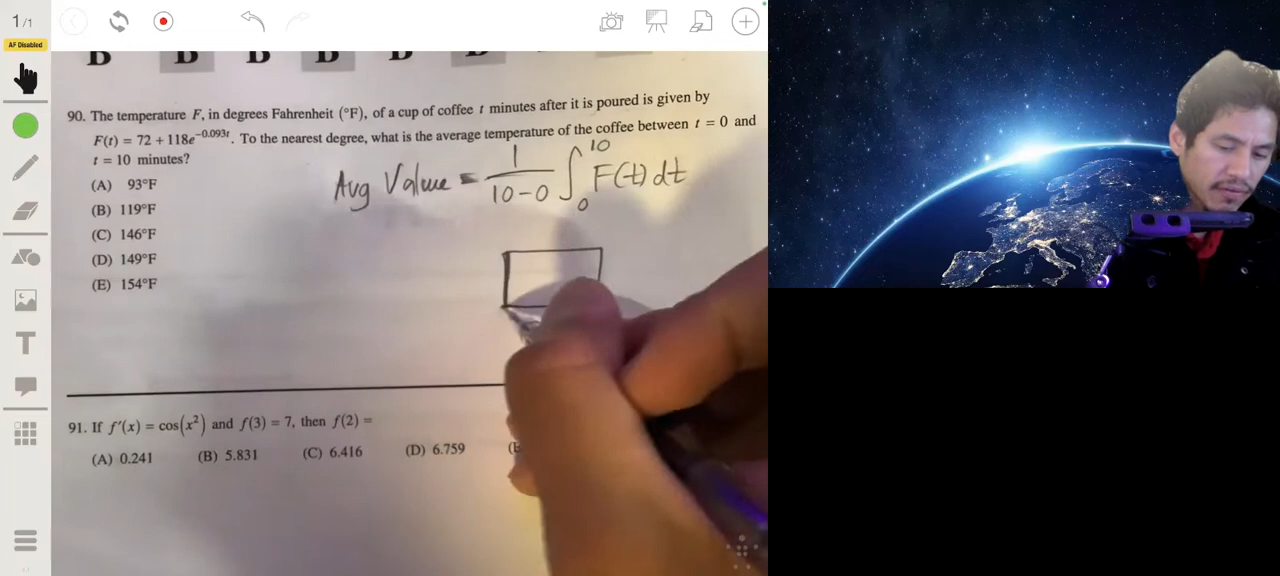 1/1
AF Disabled
90. The temperature F, in degrees Fahrenheit (°F), of a cup of coffee t minutes after it is poured is given by
F(t) = 72 + 118e^−0.093t. To the nearest degree, what is the average temperature of the coffee between t = 0 and
t = 10 minutes?
Avg Value = 1/(10-0) ∫₀¹⁰ F(t) dt
(A) 93°F
(B) 119°F
(C) 146°F
(D) 149°F
(E) 154°F
91. If f′(x) = cos(x²) and f(3) = 7, then f(2) =
(A) 0.241 (B) 5.831 (C) 6.416 (D) 6.759